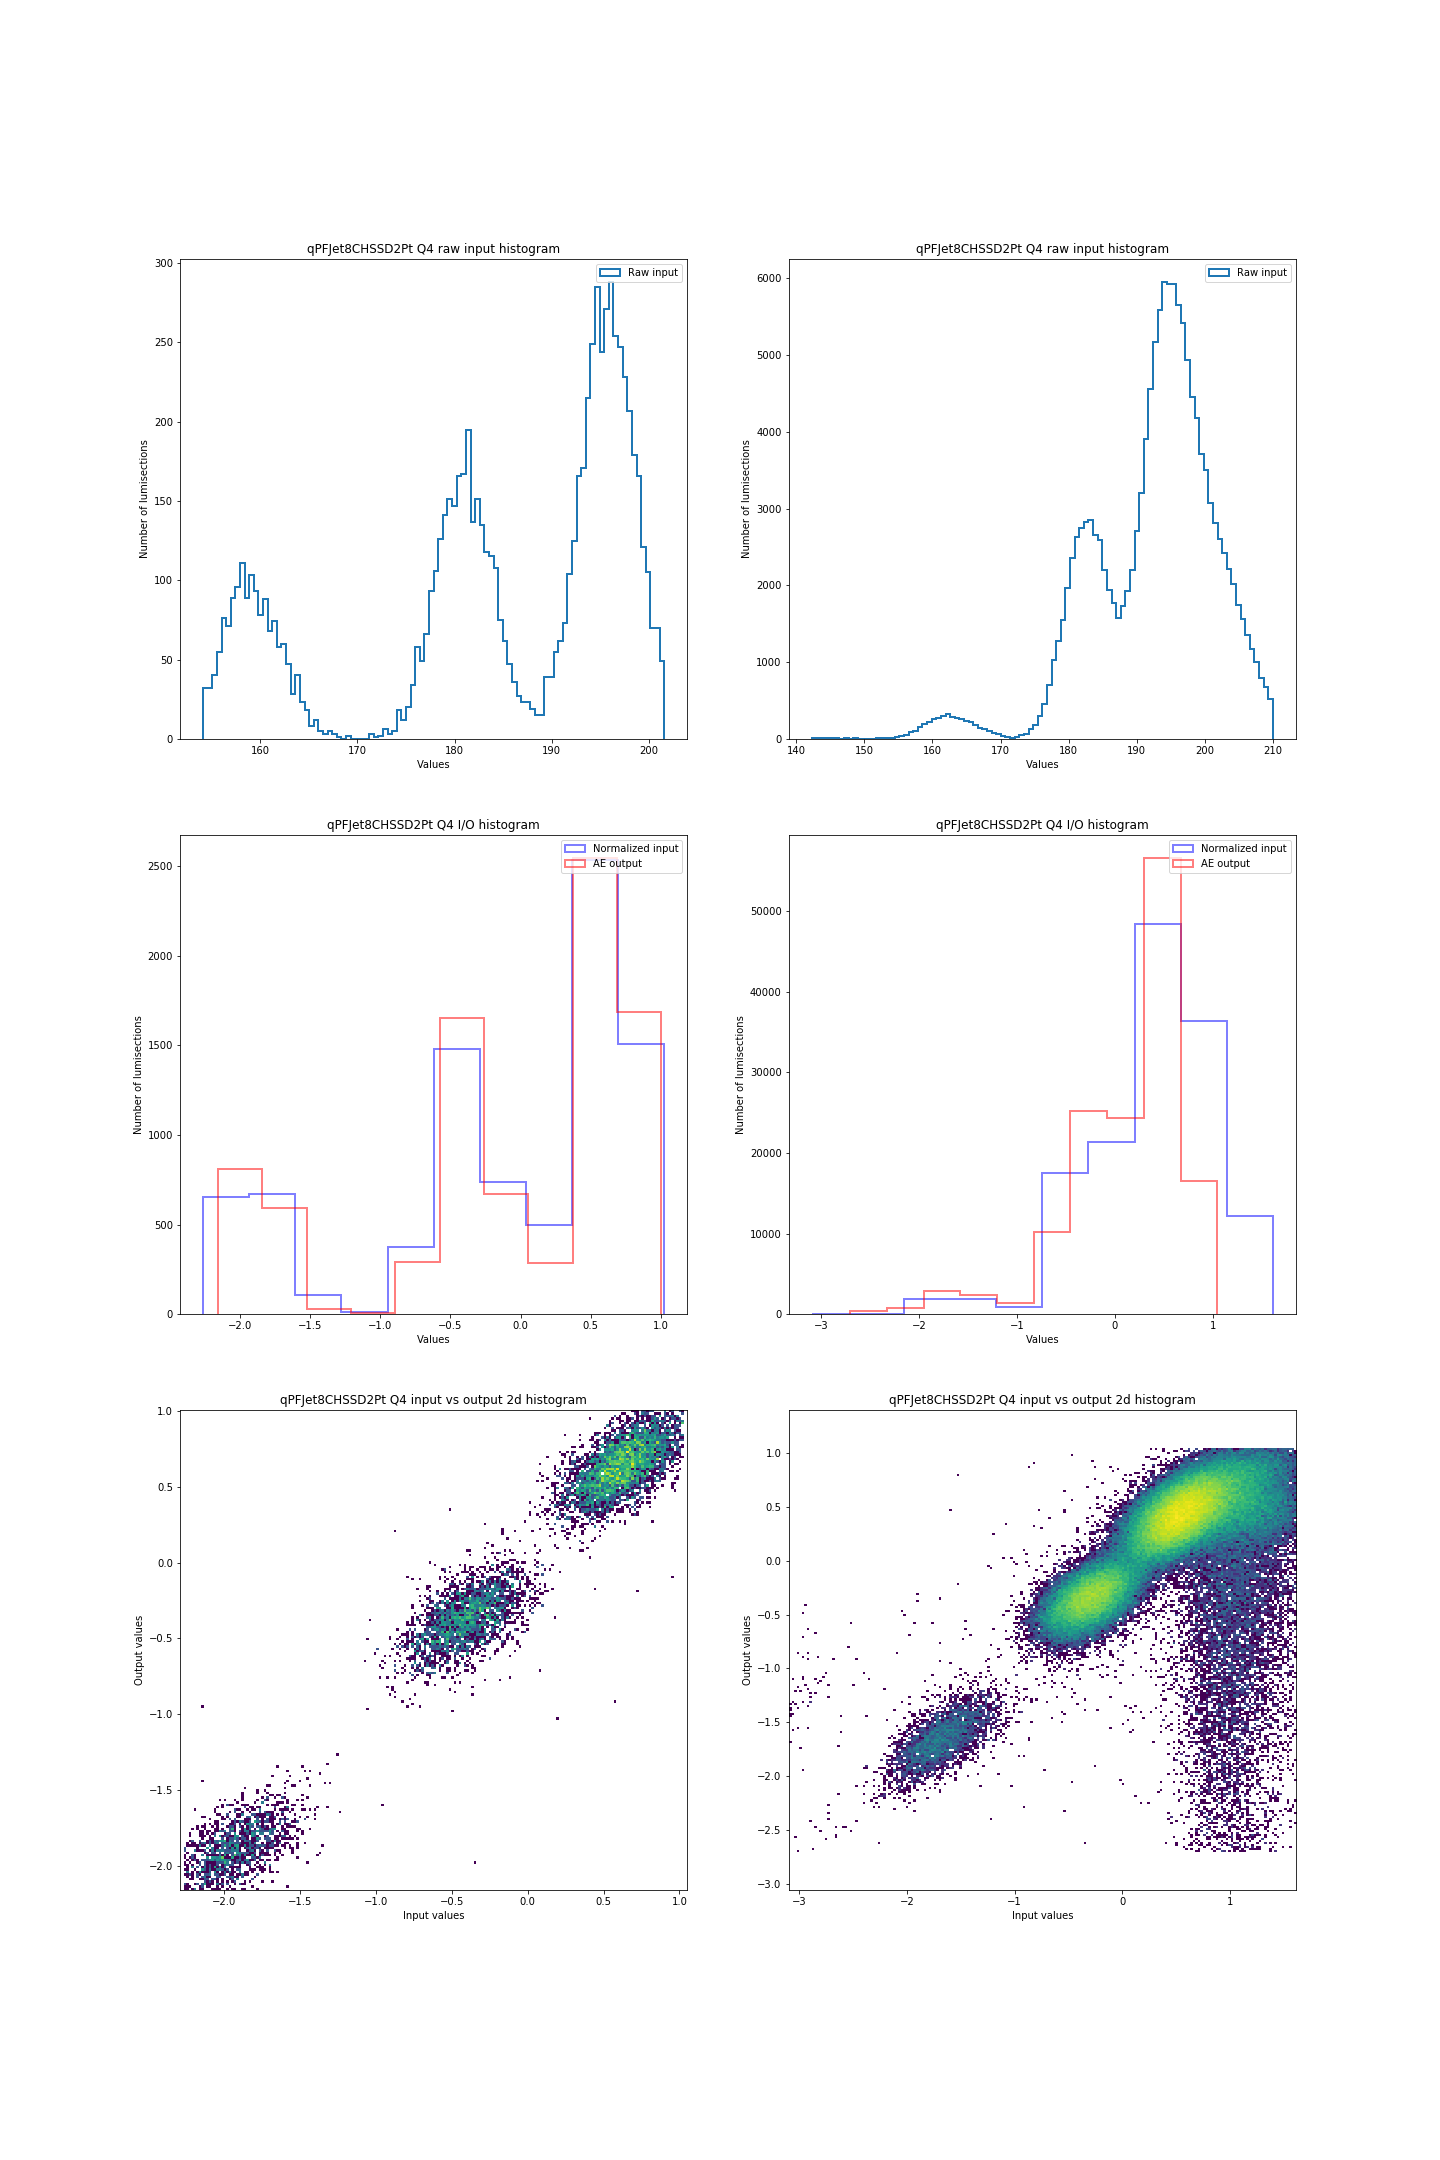 qPFJet8CHSSD2Pt Q4 raw input histogram
Raw input
300
250
200
150
100
50
0
Number of lumisections
160 170 180 190 200
Values
qPFJet8CHSSD2Pt Q4 raw input histogram
Raw input
6000
5000
4000
3000
2000
1000
0
Number of lumisections
140 150 160 170 180 190 200 210
Values
qPFJet8CHSSD2Pt Q4 I/O histogram
Normalized input
AE output
2500
2000
1500
1000
500
0
Number of lumisections
−2.0 −1.5 −1.0 −0.5 0.0 0.5 1.0
Values
qPFJet8CHSSD2Pt Q4 I/O histogram
Normalized input
AE output
50000
40000
30000
20000
10000
0
Number of lumisections
−3 −2 −1 0 1
Values
qPFJet8CHSSD2Pt Q4 input vs output 2d histogram
1.0
0.5
0.0
−0.5
−1.0
−1.5
−2.0
Output values
−2.0 −1.5 −1.0 −0.5 0.0 0.5 1.0
Input values
qPFJet8CHSSD2Pt Q4 input vs output 2d histogram
1.0
0.5
0.0
−0.5
−1.0
−1.5
−2.0
−2.5
−3.0
Output values
−3 −2 −1 0 1
Input values